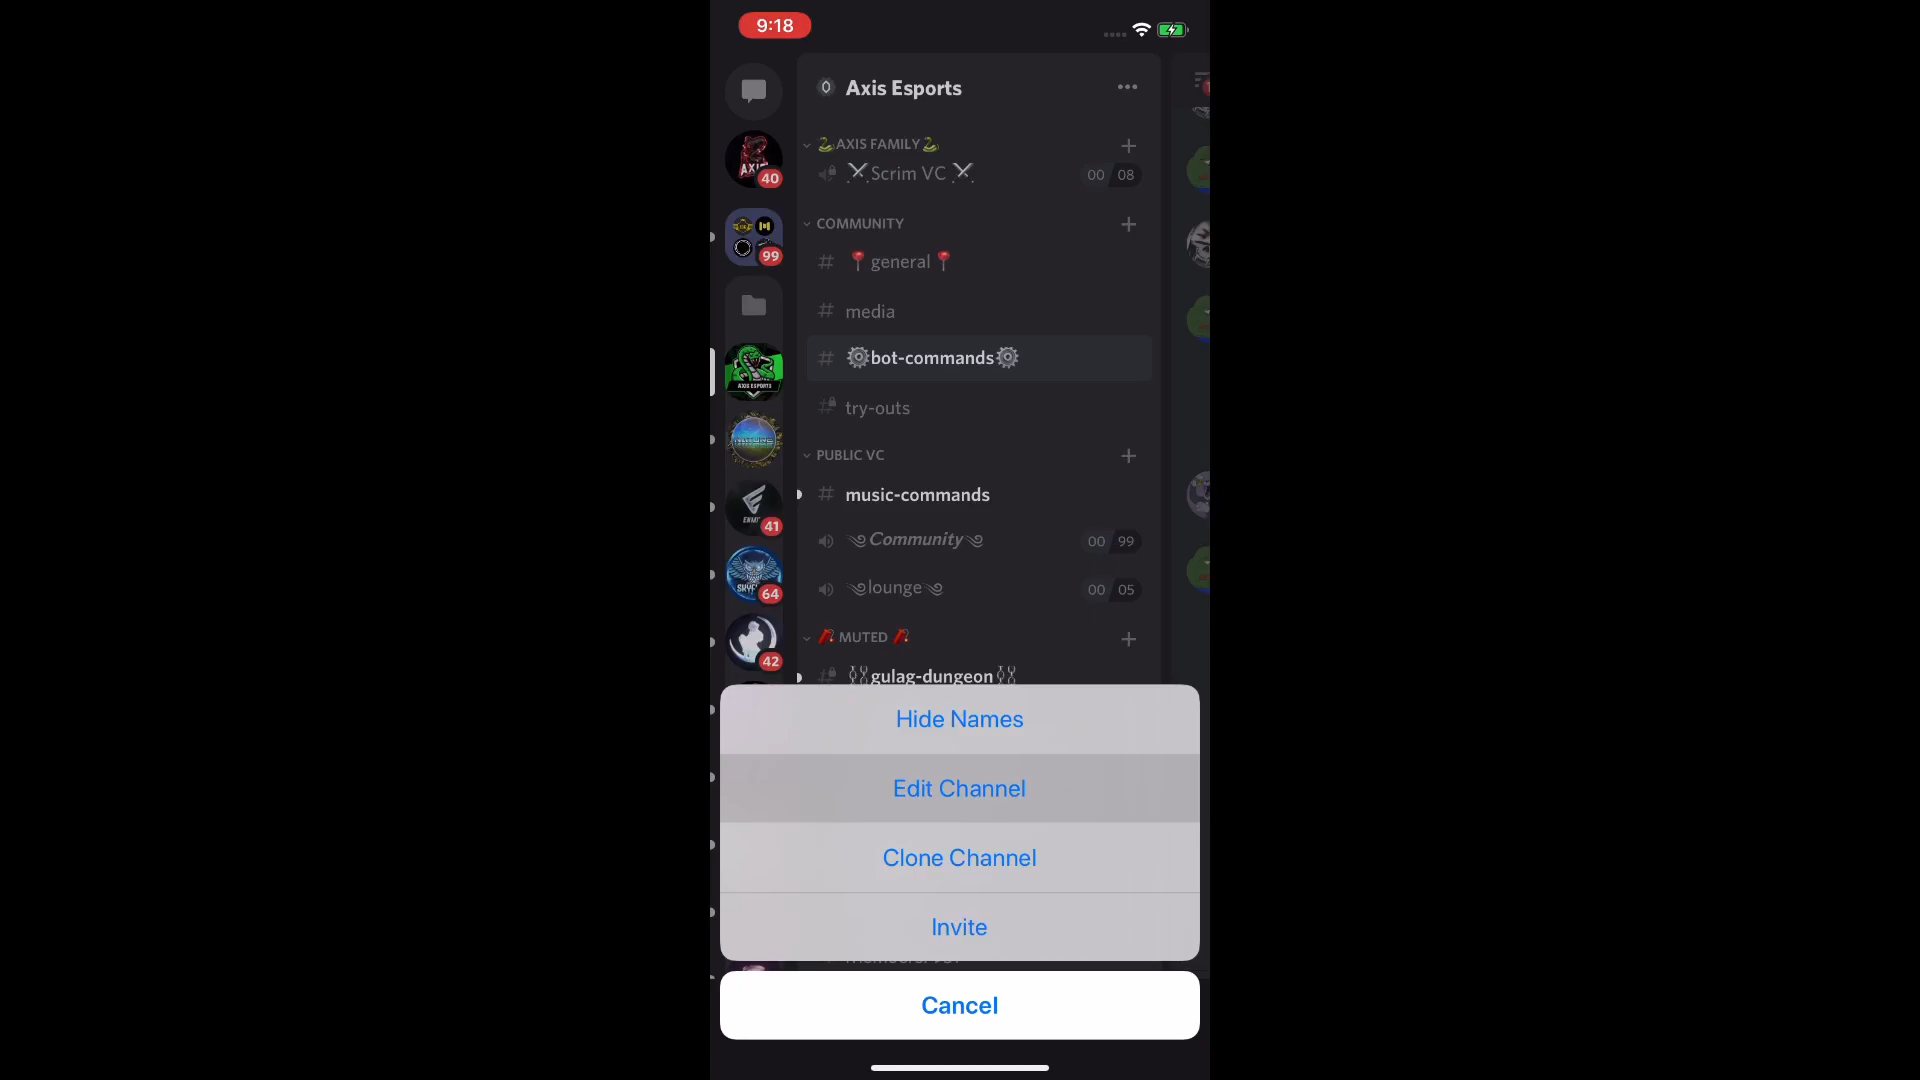 9:18
Axis Esports
AXIS FAMILY
Scrim VC
00 08
40
COMMUNITY
99
general
media
bot-commands
AXIS ESPORTS
try-outs
PUBLIC VC
music-commands
41
Community
00 99
lounge
00 05
64
MUTED
42
gulag-dungeon
Hide Names
Edit Channel
Clone Channel
Invite
Cancel